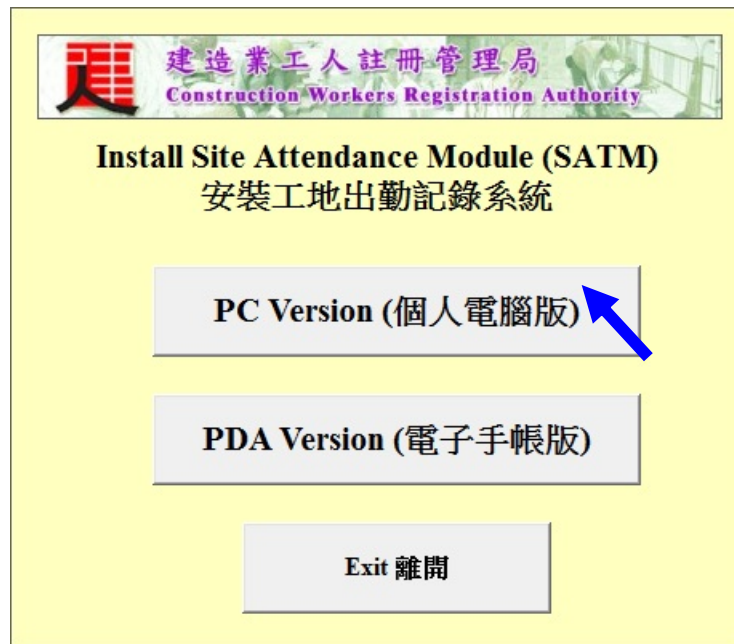 建造業工人註冊管理局
Construction Workers Registration Authority
Install Site Attendance Module (SATM)
安裝工地出勤記錄系統
PC Version (個人電腦版)
PDA Version (電子手帳版)
Exit 離開